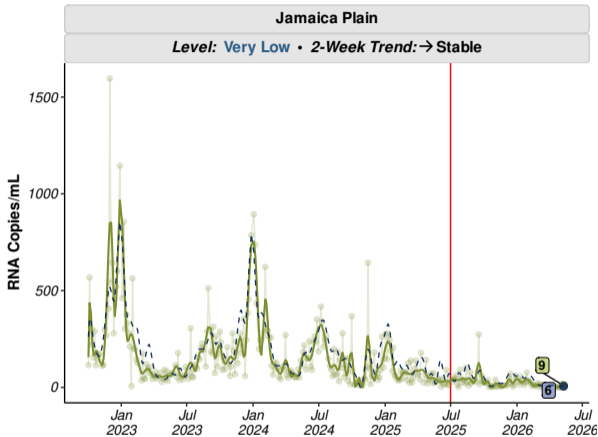 Jamaica Plain
Level: Very Low • 2-Week Trend:→Stable
RNA Copies/mL
1500
1000
500
0
9
6
Jan Jul Jan Jul Jan Jul Jan Jul
2023 2023 2024 2024 2025 2025 2026 2026